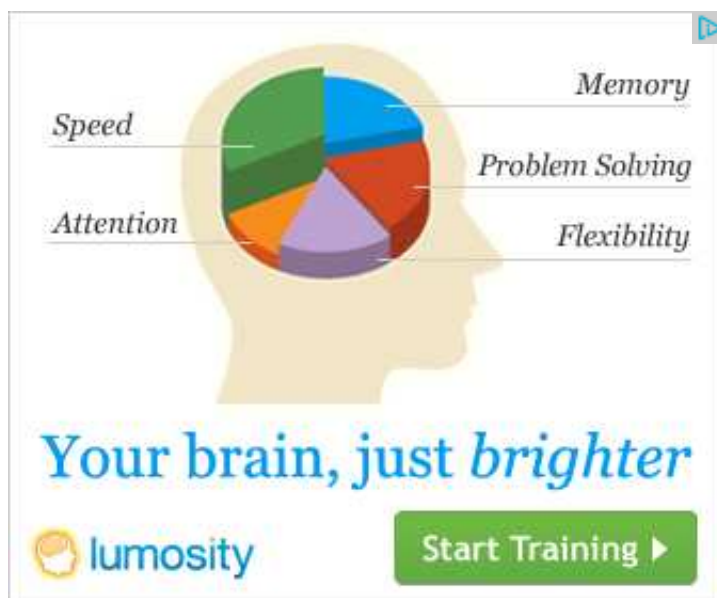 Memory
Speed
Problem Solving
Attention
Flexibility
Your brain, just brighter
lumosity
Start Training